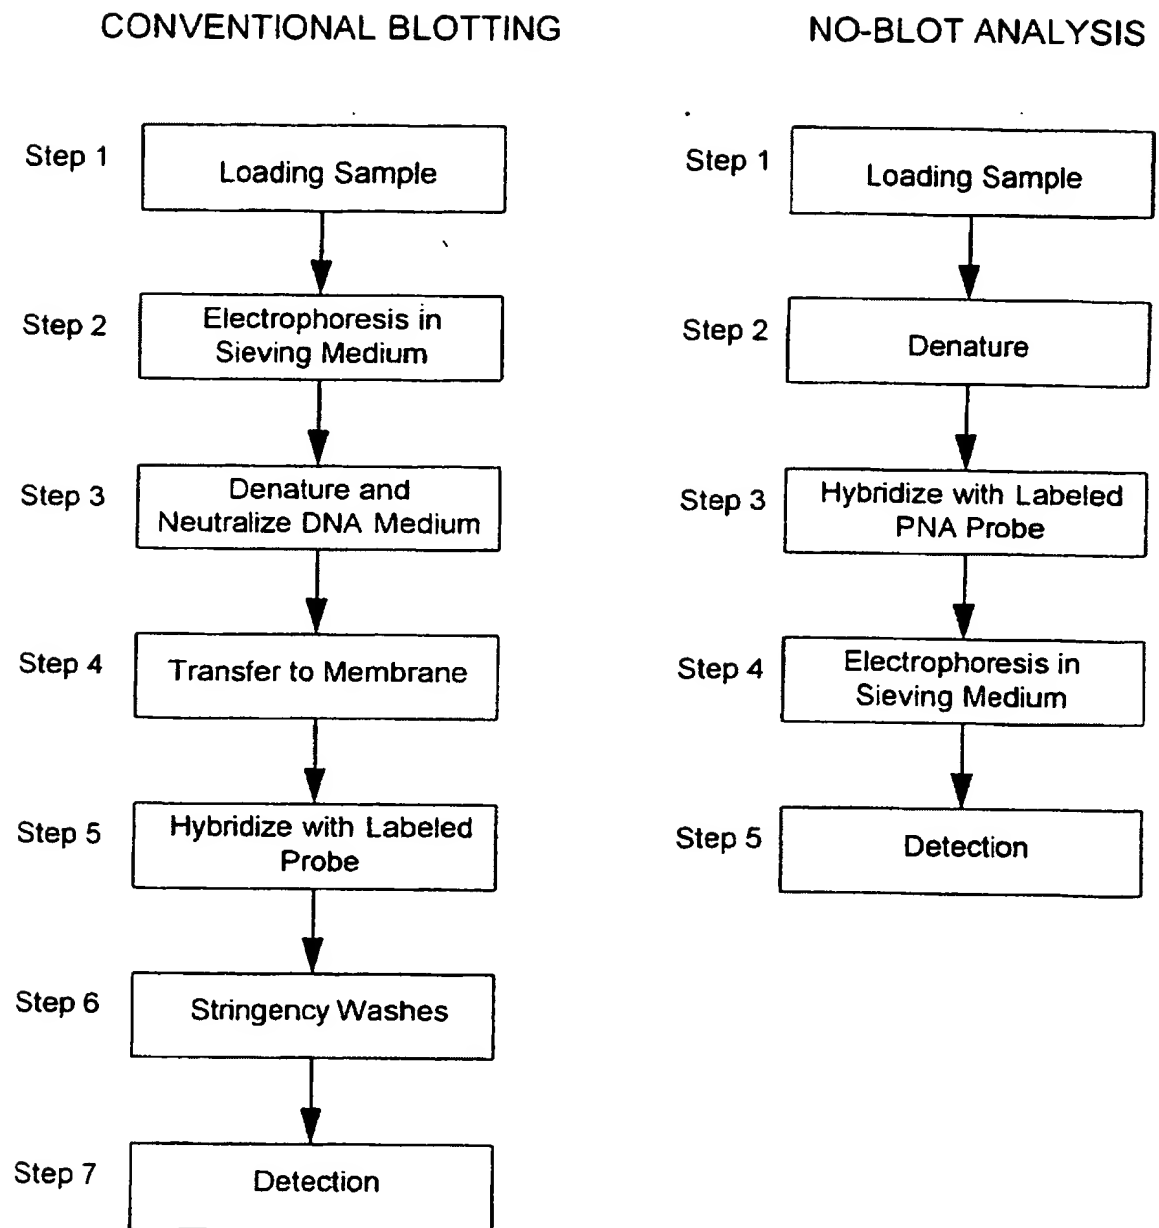 CONVENTIONAL BLOTTING
Step 1
Loading Sample
Step 2
Electrophoresis in
Sieving Medium
Step 3
Denature and
Neutralize DNA Medium
Step 4
Transfer to Membrane
Step 5
Hybridize with Labeled
Probe
Step 6
Stringency Washes
Step 7
Detection
NO-BLOT ANALYSIS
Step 1
Loading Sample
Step 2
Denature
Step 3
Hybridize with Labeled
PNA Probe
Step 4
Electrophoresis in
Sieving Medium
Step 5
Detection